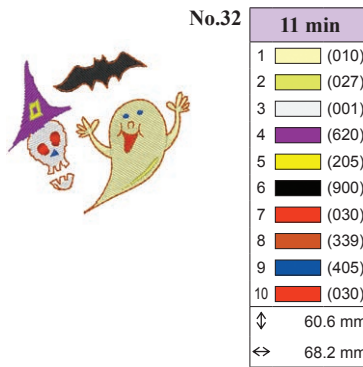 No.32
11 min
1 (010)
2 (027)
3 (001)
4 (620)
5 (205)
6 (900)
7 (030)
8 (339)
9 (405)
10 (030)
↕ 60.6 mm
↔ 68.2 mm